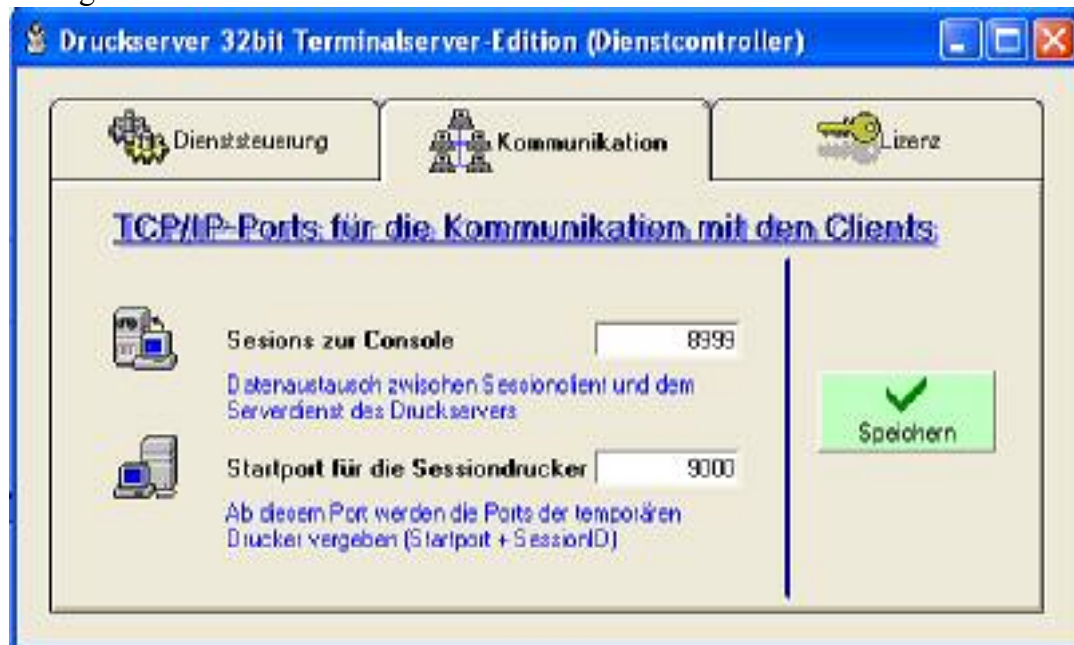 Druckserver 32bit Terminalserver-Edition (Dienstcontroller)
Dienststeuerung
Kommunikation
Lizenz
TCP/IP-Ports für die Kommunikation mit den Clients
Sesions zur Console 8999
Datenaustausch zwischen Sessionclient und dem
Serverdienst des Druckservers
Speichern
Startport für die Sessiondrucker 9000
Ab diesem Port werden die Ports der temporären
Drucker vergeben (Startport + SessionID)